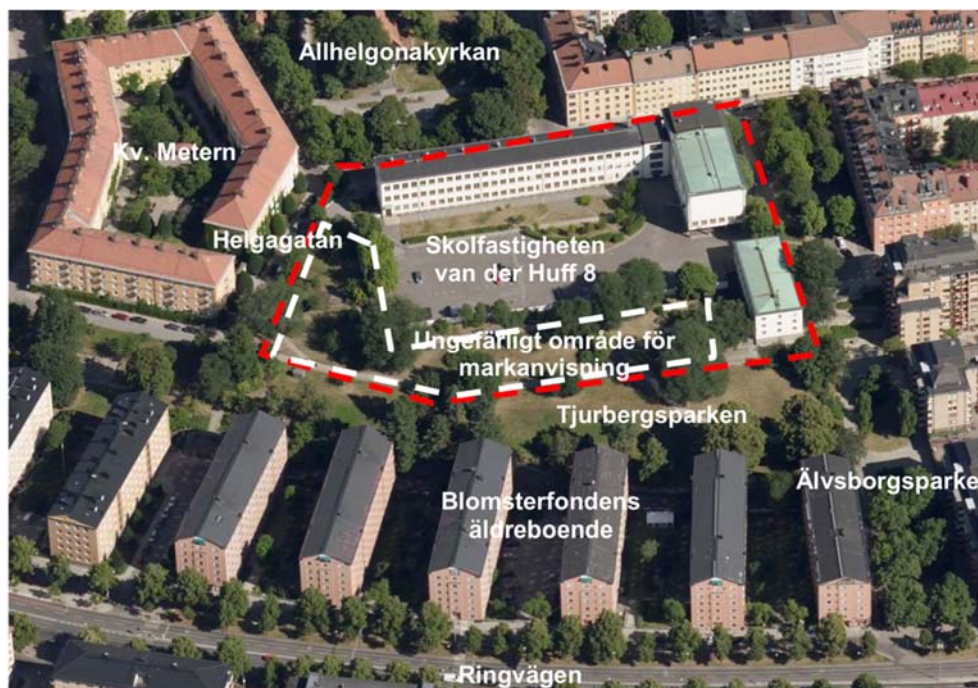 Allhelgonakyrkan
Kv. Metern
Helgagatan
Skolfastigheten
van der Huff 8
Ungefärligt område för
markanvisning
Tjurbergsparken
Blomsterfondens
äldreboende
Älvsborgsparke
Ringvägen